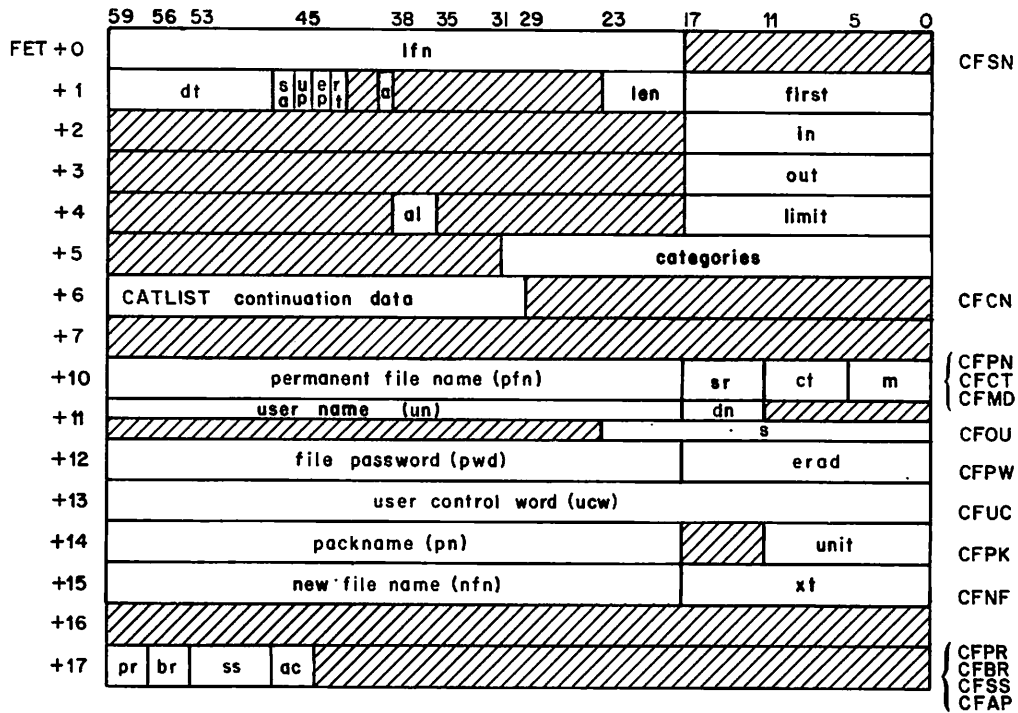 59 56 53 45 38 35 31 29 23 17 11 5 0
FET +0 lfn CFSN
+1 dt sa up ep rt a len first
+2 in
+3 out
+4 al limit
+5 categories
+6 CATLIST continuation data CFCN
+7
+10 permanent file name (pfn) sr ct m CFPN
CFCT
CFMD
+11 user name (un) dn
s CFOU
+12 file password (pwd) erad CFPW
+13 user control word (ucw) CFUC
+14 packname (pn) unit CFPK
+15 new file name (nfn) xt CFNF
+16
+17 pr br ss ac CFPR
CFBR
CFSS
CFAP